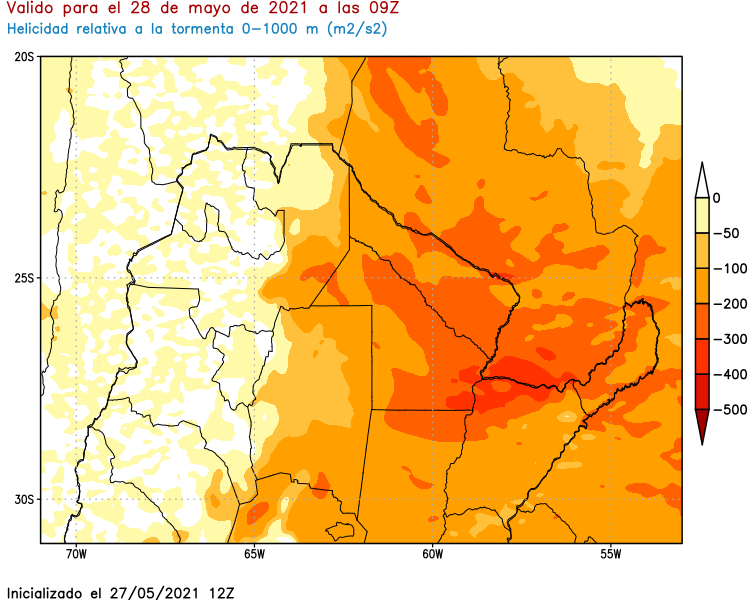 Valido para el 28 de mayo de 2021 a las 09Z
Helicidad relativa a la tormenta 0-1000 m (m2/s2)
20S
25S
30S
70W
65W
60W
55W
0
-50
-100
-200
-300
-400
-500
Inicializado el 27/05/2021 12Z